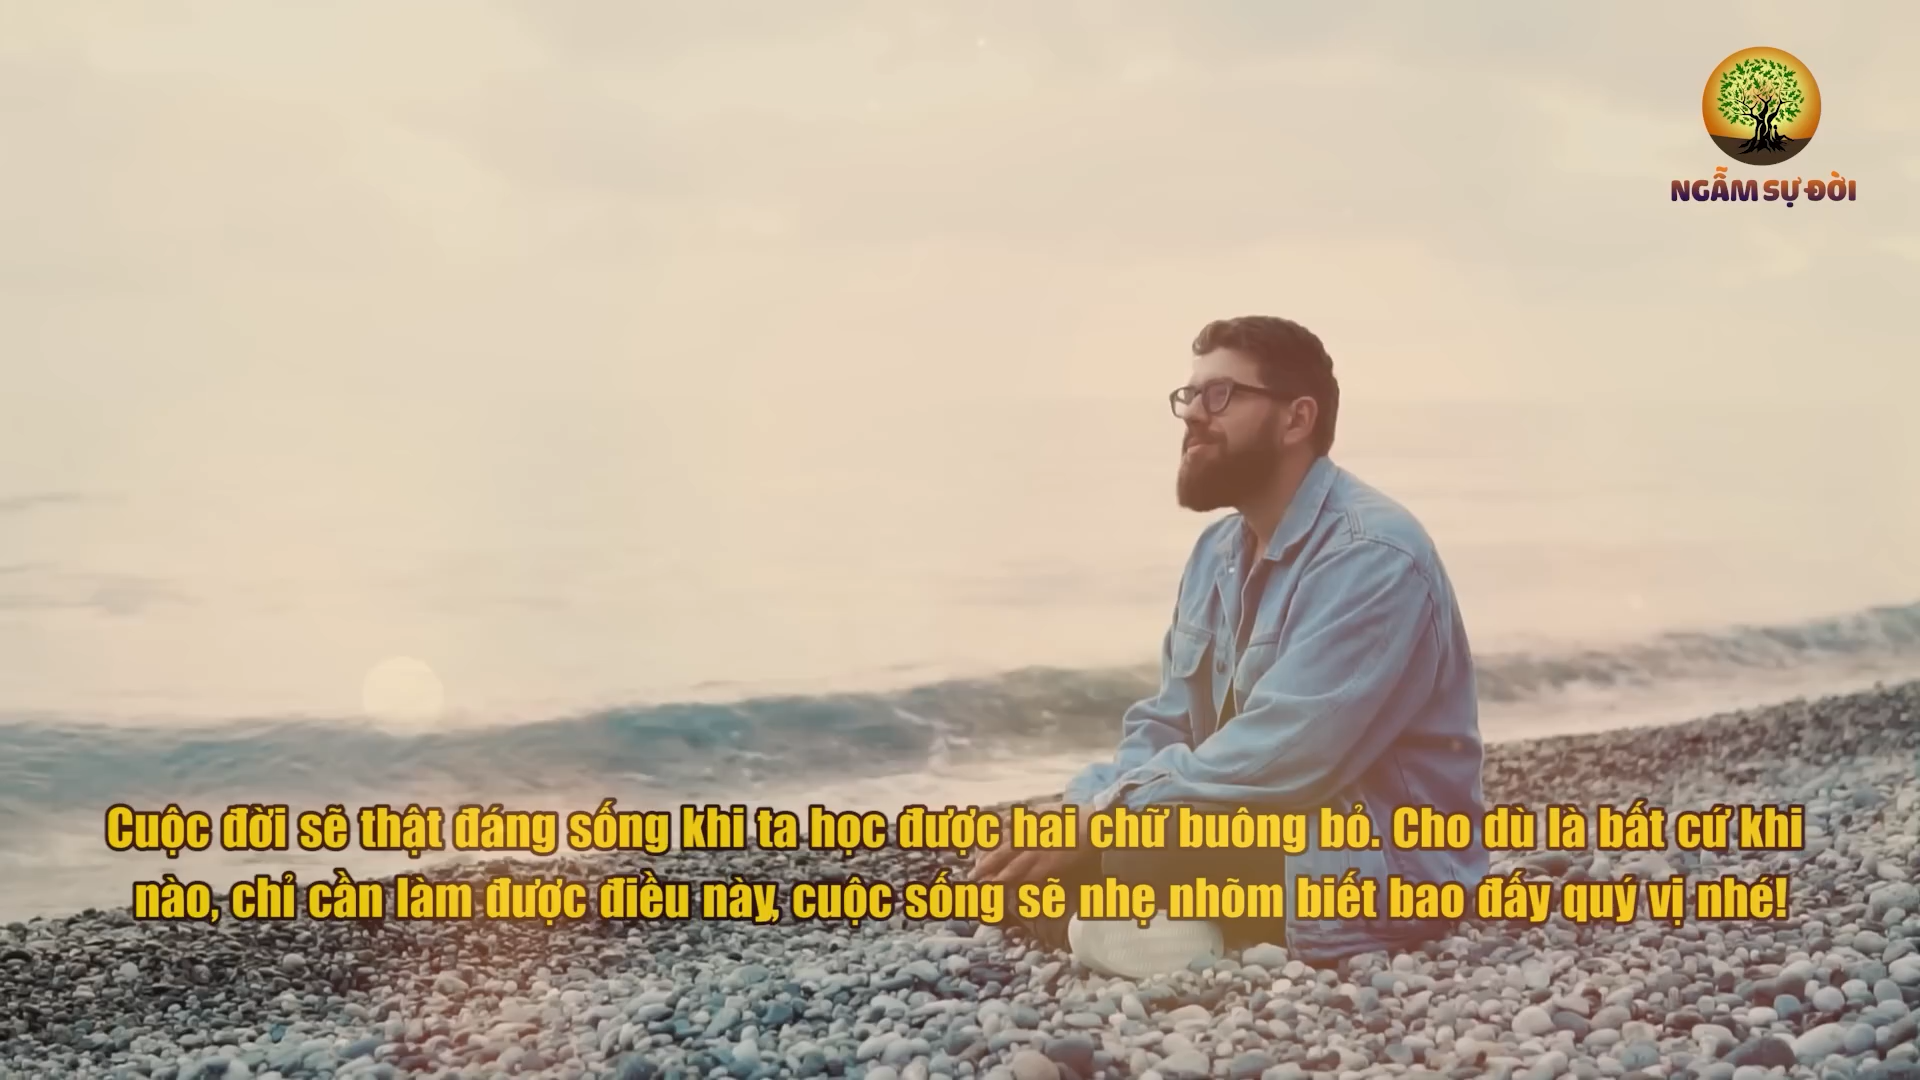 NGẪM SỰ ĐỜI
Cuộc đời sẽ thật đáng sống khi ta học được hai chữ buông bỏ. Cho dù là bất cứ khi
nào, chỉ cần làm được điều này, cuộc sống sẽ nhẹ nhõm biết bao đấy quý vị nhé!